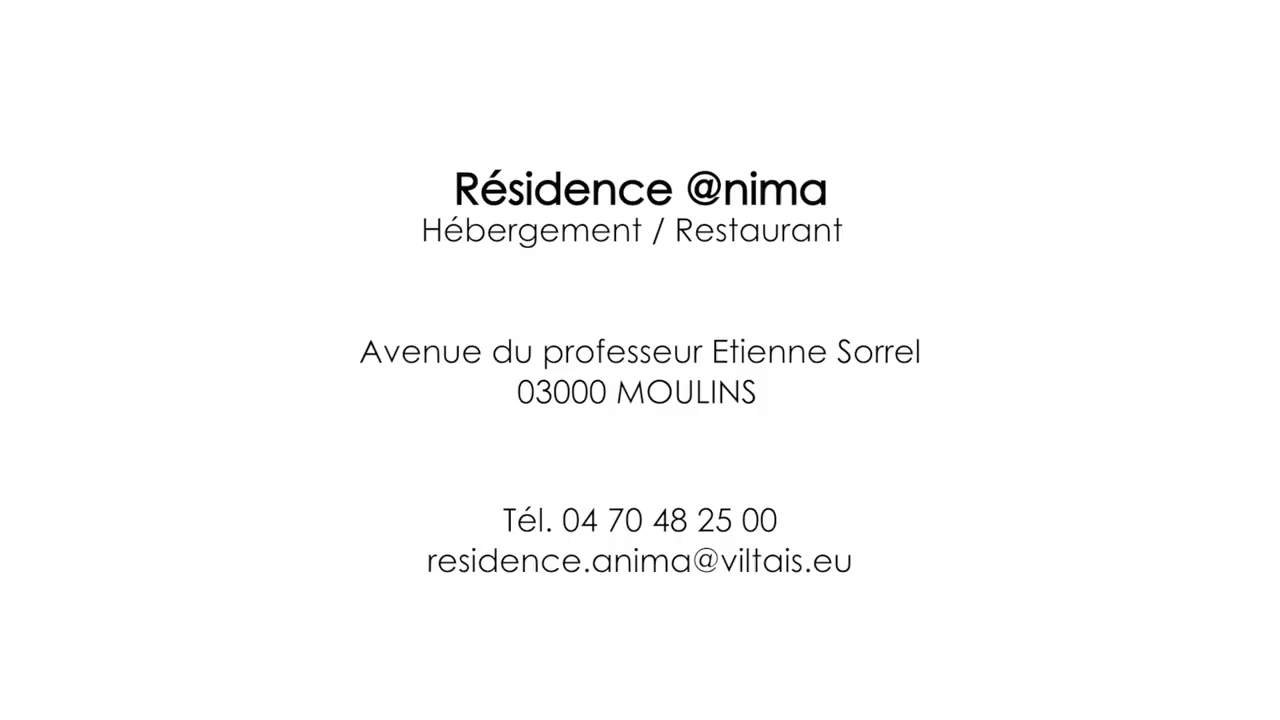 Résidence @nima
Hébergement / Restaurant
Avenue du professeur Etienne Sorrel
03000 MOULINS
Tél. 04 70 48 25 00
residence.anima@viltais.eu